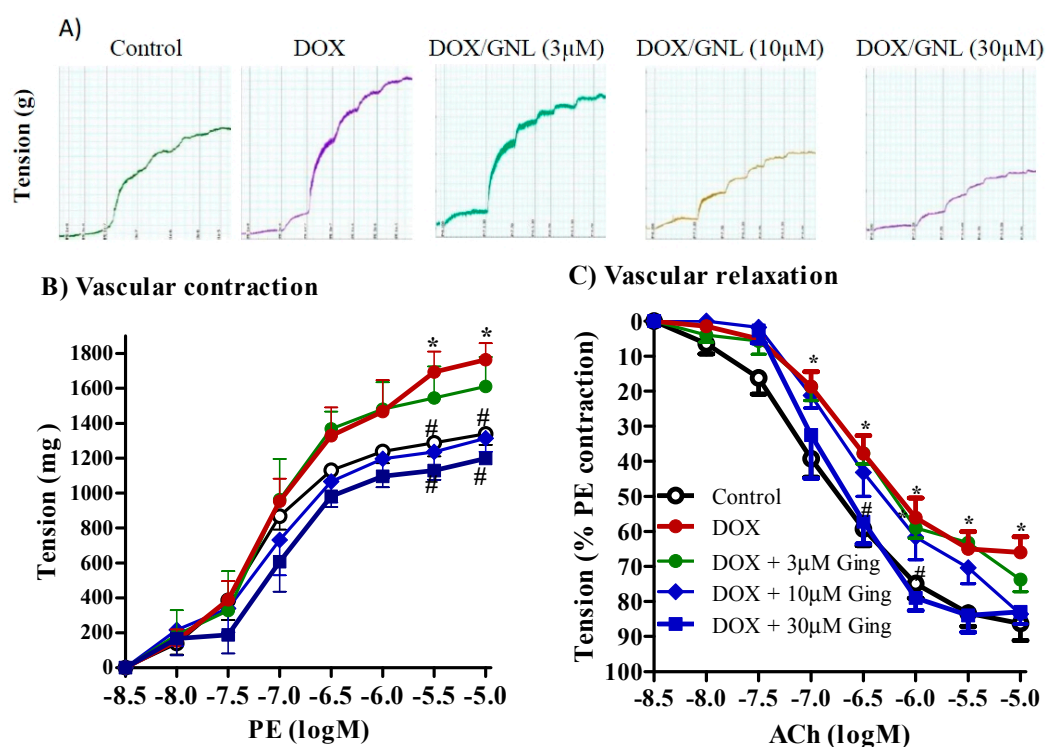 A)
Control DOX DOX/GNL (3µM) DOX/GNL (10µM) DOX/GNL (30µM)
Tension (g)
B) Vascular contraction
Tension (mg)
1800
1600
1400
1200
1000
800
600
400
200
0
* *
# #
# #
-8.5 -8.0 -7.5 -7.0 -6.5 -6.0 -5.5 -5.0
PE (logM)
C) Vascular relaxation
Tension (% PE contraction)
0
10
20
30
40
50
60
70
80
90
100
* * * * *
# #
*
Control
DOX
DOX + 3µM Ging
DOX + 10µM Ging
DOX + 30µM Ging
-8.5 -8.0 -7.5 -7.0 -6.5 -6.0 -5.5 -5.0
ACh (logM)